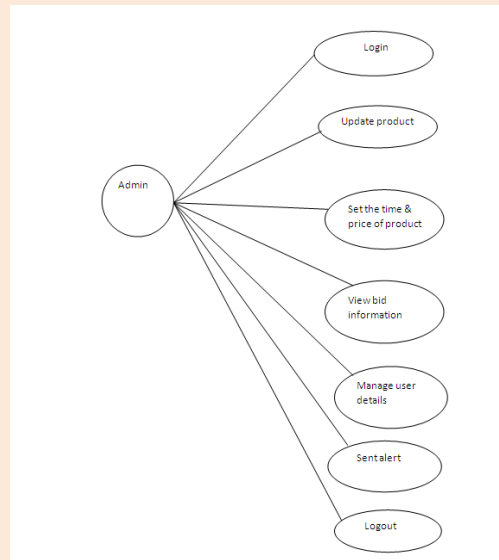 Login
Update product
Admin
Set the time &
price of product
View bid
information
Manage user
details
Sent alert
Logout